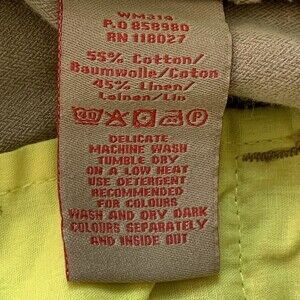 WM314
P.O 858980
RN 118027
55% Cotton/
Baumwolle/Coton
45% Linen/
Leinen/Lin
DELICATE
MACHINE WASH
TUMBLE DRY
ON A LOW HEAT
USE DETERGENT
RECOMMENDED
FOR COLOURS
WASH AND DRY DARK
COLOURS SEPARATELY
AND INSIDE OUT